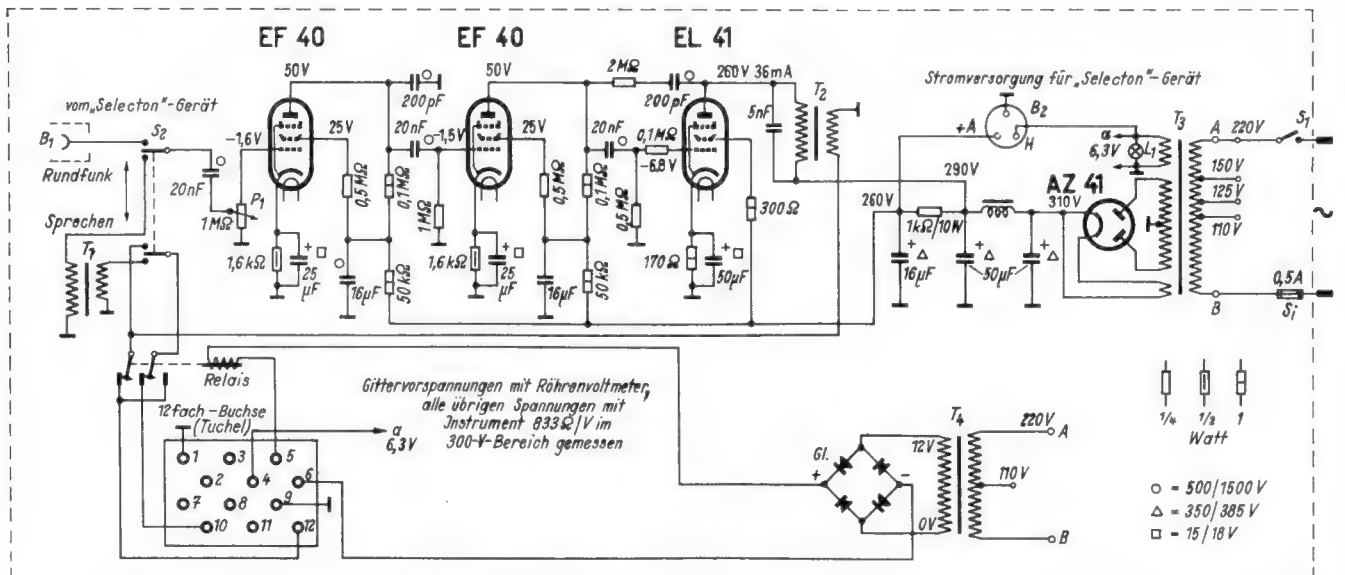 EF 40
EF 40
EL 41
50V
50V
2MΩ
260V 36mA
T2
Stromversorgung für „Selecton"-Gerät
vom „Selecton"-Gerät
200pF
200pF
5nF
B2
T3
S1
B1
S2
+A
H
α
6,3V
L1
A
220V
Rundfunk
-1,6V
25V
20nF
-1,5V
25V
20nF
0,1MΩ
-6,8V
290V
150V
125V
110V
AZ 41
310V
260V
20nF
P1
1MΩ
0,5MΩ
0,1MΩ
1MΩ
0,5MΩ
0,1MΩ
0,5MΩ
300Ω
1kΩ/10W
~
Sprechen
T1
1,6kΩ
25 µF
16µF
50kΩ
1,6kΩ
25 µF
16µF
50kΩ
170Ω
50µF
16µF
50µF
0,5A
B
Si
Relais
12fach-Buchse
(Tuchel)
Gittervorspannungen mit Röhrenvoltmeter,
alle übrigen Spannungen mit
Instrument 833Ω/V im
300-V-Bereich gemessen
α
6,3V
1/4
1/2
1
Watt
1
3
5
2
4
6
7
8
9
10
11
12
Gl.
+
-
12V
0V
T4
220V
A
110V
B
○ = 500/1500 V
△ = 350/385 V
□ = 15/18 V